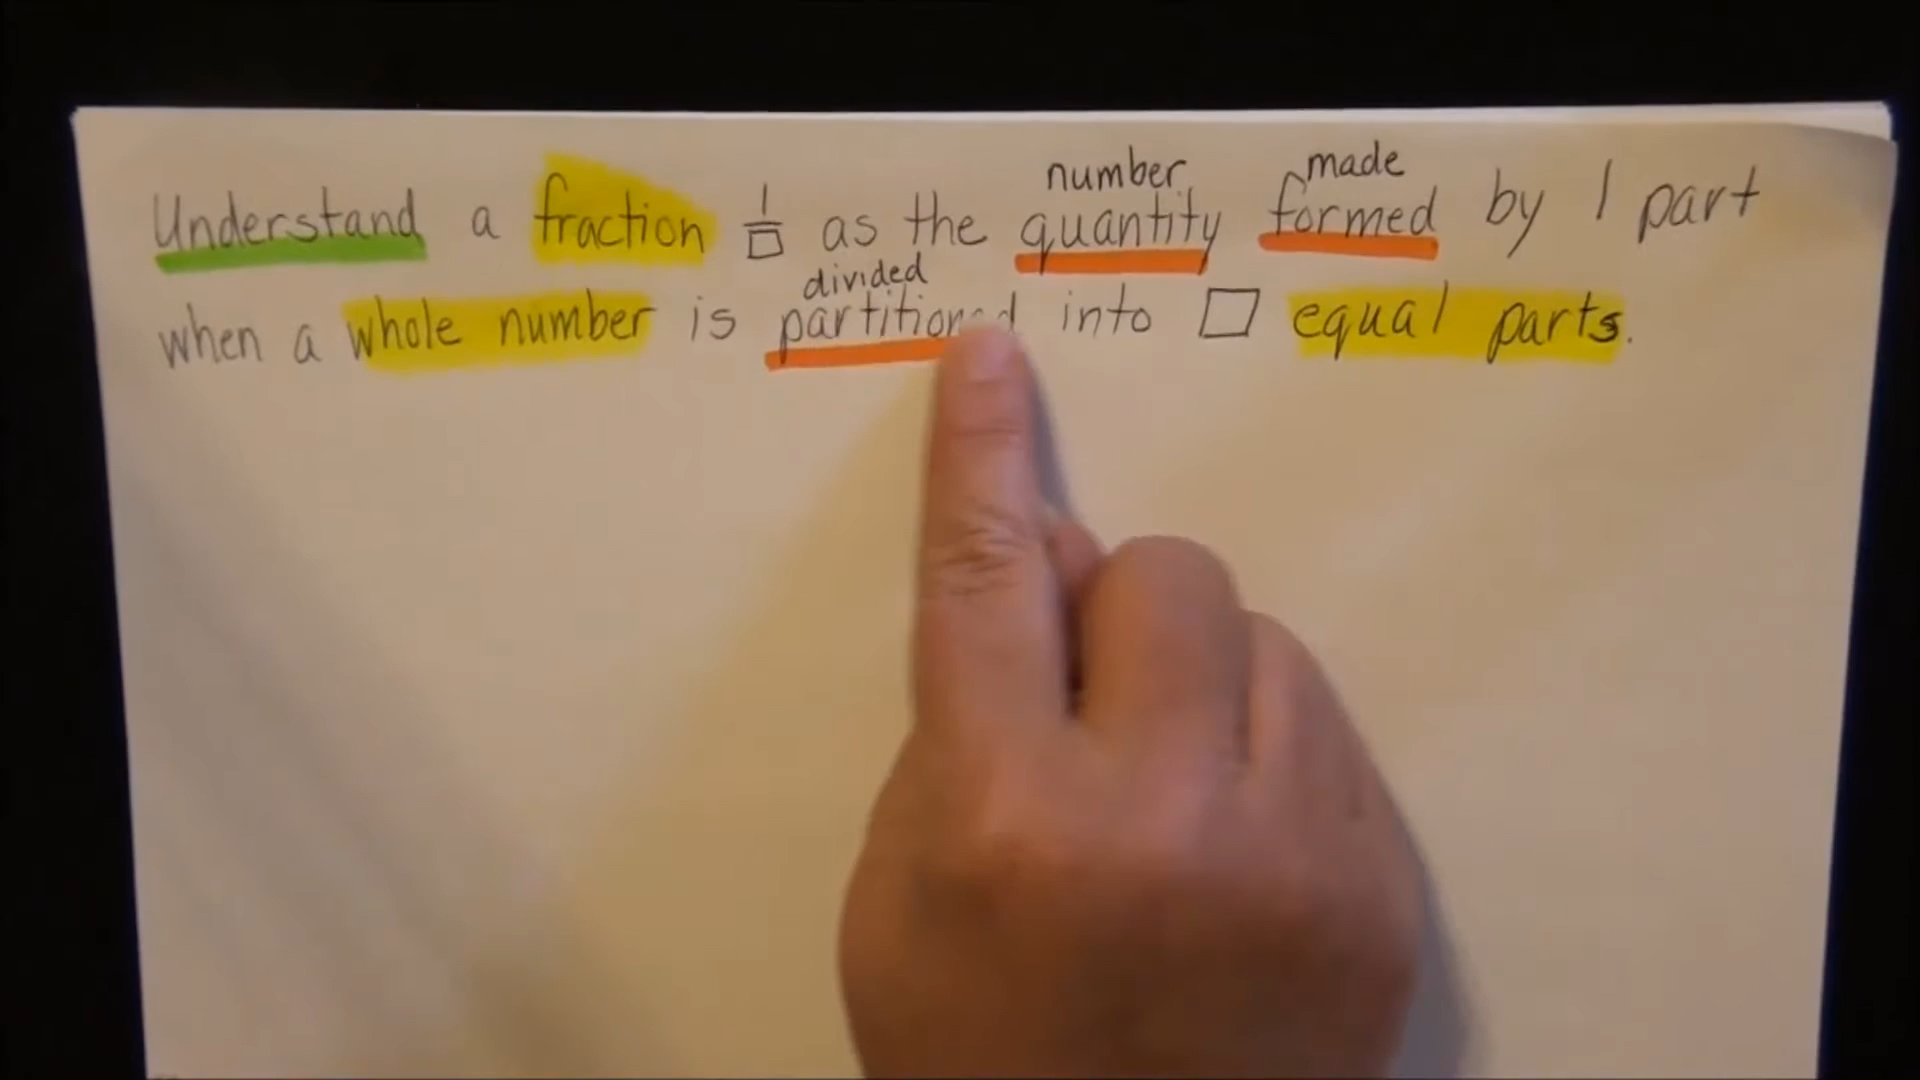 number made
Understand a fraction 1/□ as the quantity formed by 1 part
divided
when a whole number is partitioned into □ equal parts.